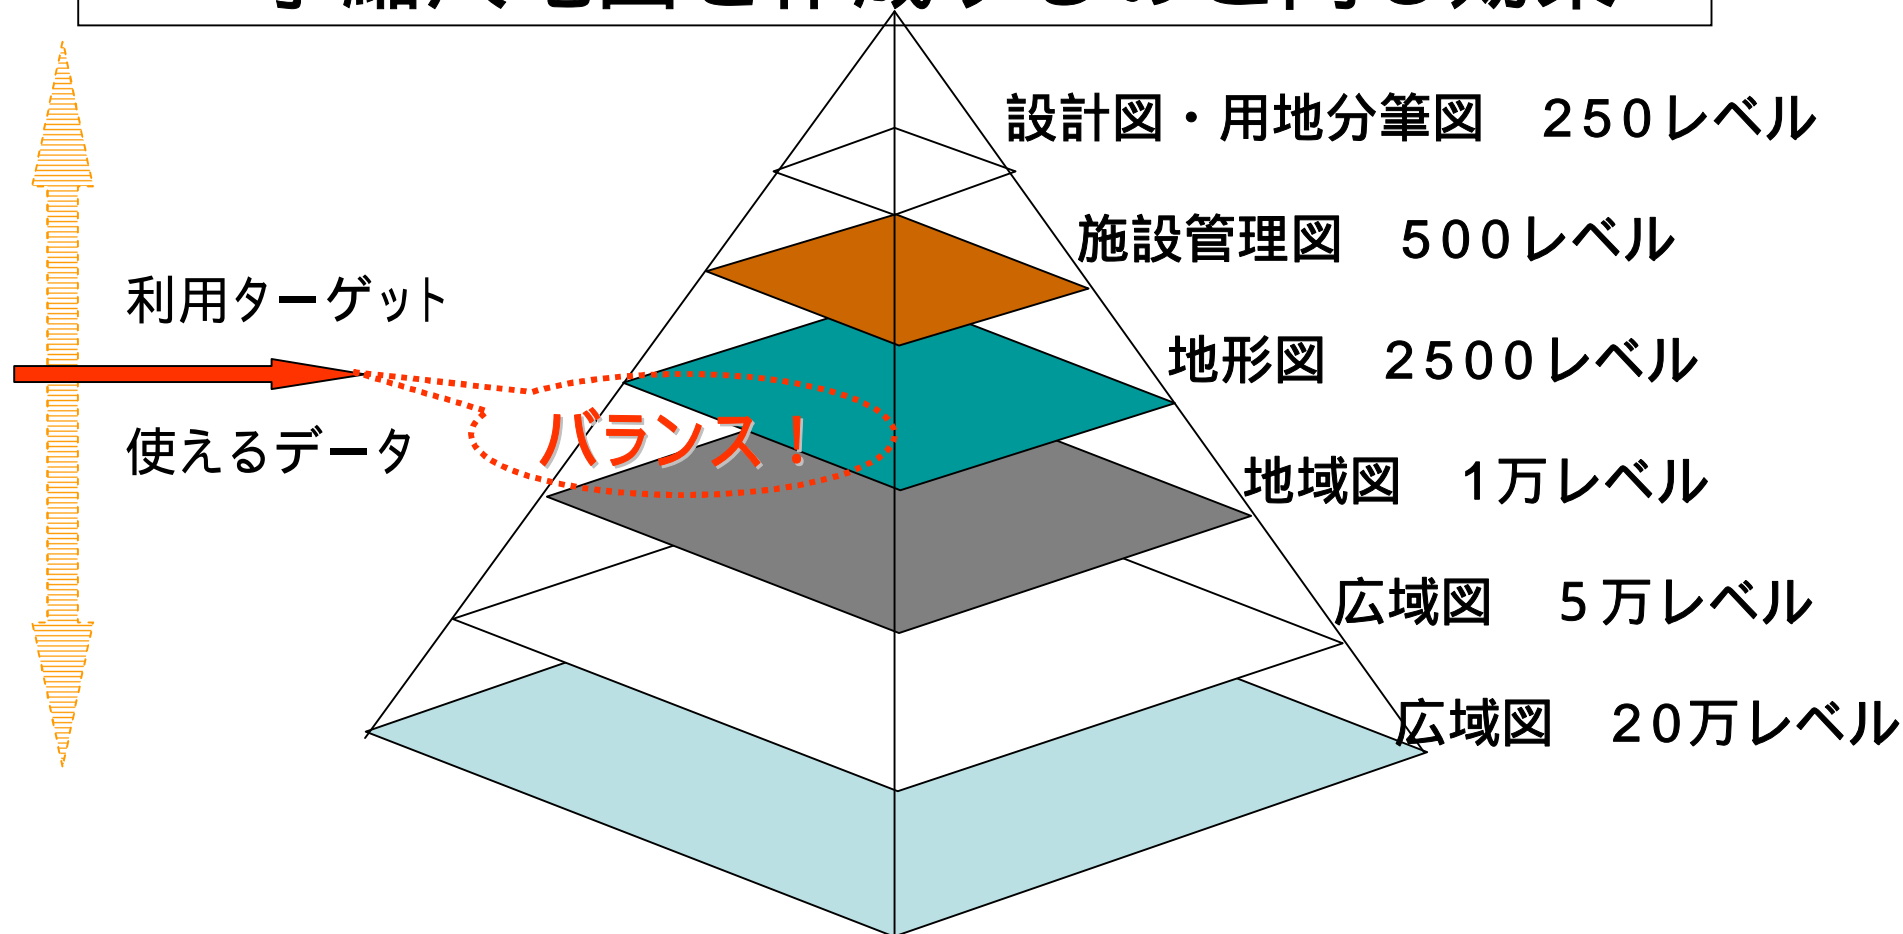 設計図・用地分筆図　２５０レベル
施設管理図　５００レベル
利用ターゲット
地形図　２５００レベル
バランス！
使えるデータ
地域図　１万レベル
広域図　５万レベル
広域図　２０万レベル